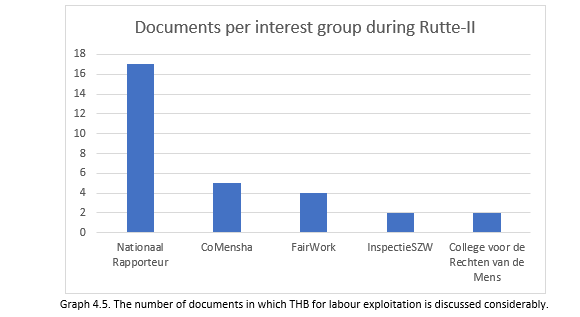 Documents per interest group during Rutte-II
18
16
14
12
10
8
6
4
2
0
Nationaal
Rapporteur
CoMensha
FairWork
InspectieSZW
College voor de
Rechten van de
Mens
Graph 4.5. The number of documents in which THB for labour exploitation is discussed considerably.